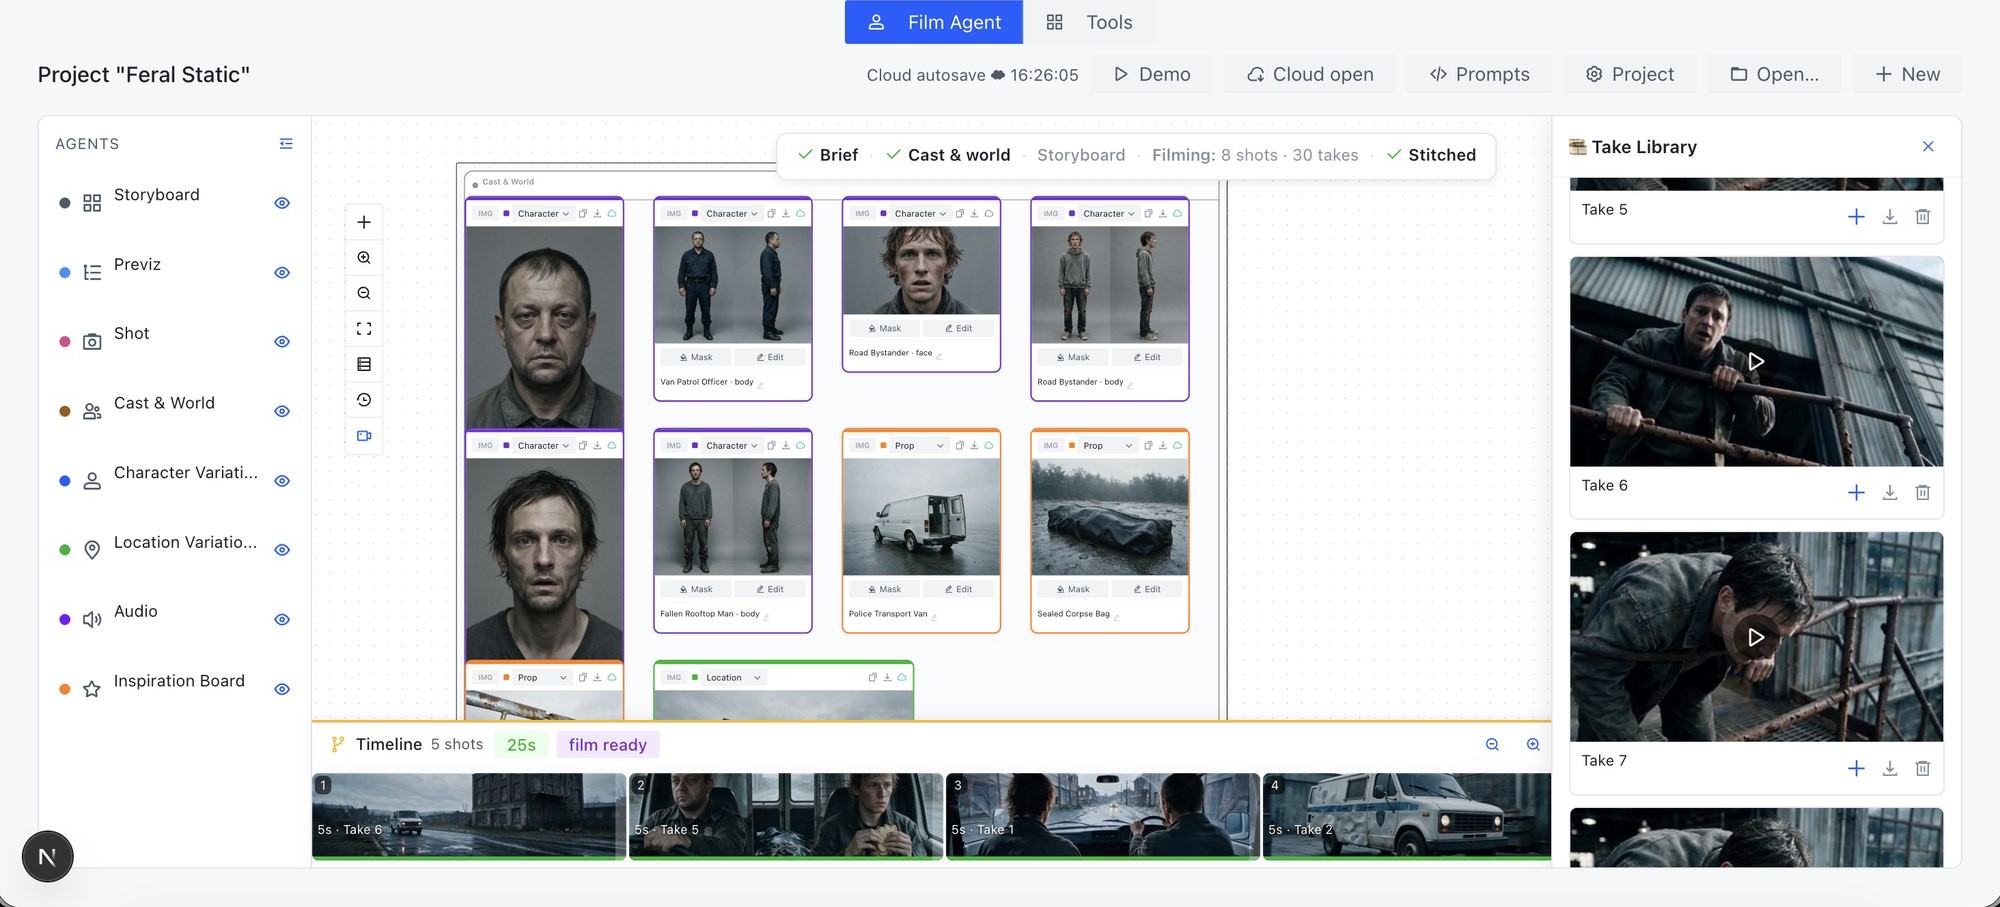 Film Agent
Tools
Project "Feral Static"
Cloud autosave 16:26:05
Demo
Cloud open
Prompts
Project
Open...
New
AGENTS
Storyboard
Previz
Shot
Cast & World
Character Variati...
Location Variatio...
Audio
Inspiration Board
Brief · Cast & world · Storyboard · Filming: 8 shots · 30 takes · Stitched
Cast & World
IMG Character
IMG Character
IMG Character
IMG Character
Mask Edit
Van Patrol Officer - body
Mask Edit
Road Bystander - face
Mask Edit
Road Bystander - body
IMG Character
IMG Character
IMG Prop
IMG Prop
Mask Edit
Fallen Rooftop Man - body
Mask Edit
Police Transport Van
Mask Edit
Sealed Corpse Bag
IMG Prop
IMG Location
Timeline 5 shots 25s film ready
1
5s · Take 6
2
5s · Take 5
3
5s · Take 1
4
5s · Take 2
Take Library
Take 5
Take 6
Take 7
N